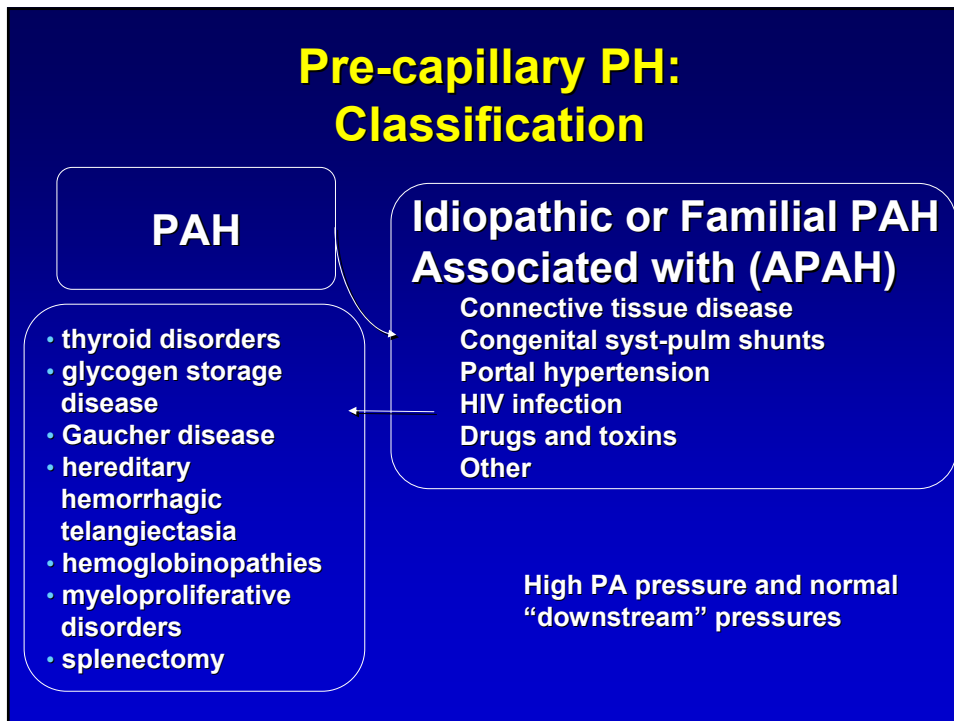 Pre-capillary PH:
Classification
PAH
Idiopathic or Familial PAH
Associated with (APAH)
Connective tissue disease
Congenital syst-pulm shunts
Portal hypertension
HIV infection
Drugs and toxins
Other
• thyroid disorders
• glycogen storage
disease
• Gaucher disease
• hereditary
hemorrhagic
telangiectasia
• hemoglobinopathies
• myeloproliferative
disorders
• splenectomy
High PA pressure and normal
“downstream” pressures